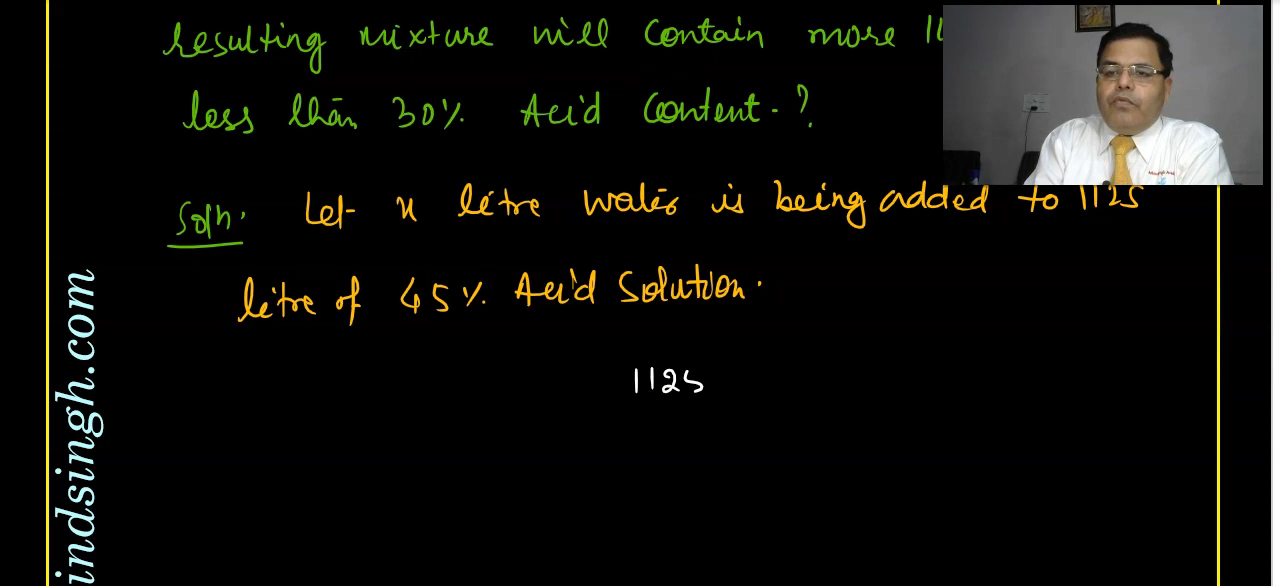 resulting mixture will contain more
less than 30% Acid Content.?
Soln. Let x litre water is being added to 1125
litre of 45% Acid Solution.
1125
indsingh.com